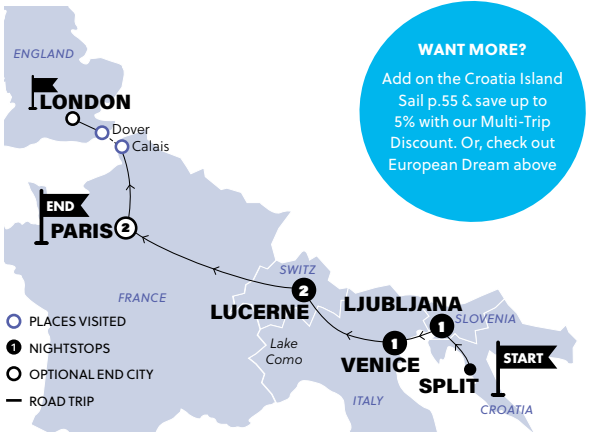 ENGLAND
LONDON
Dover
Calais
WANT MORE?
Add on the Croatia Island
Sail p.55 & save up to
5% with our Multi-Trip
Discount. Or, check out
European Dream above
END
PARIS
2
FRANCE
SWITZ
2
LUCERNE
LJUBLJANA
1
SLOVENIA
Lake
Como
1
VENICE
START
SPLIT
ITALY
CROATIA
PLACES VISITED
1 NIGHTSTOPS
OPTIONAL END CITY
ROAD TRIP